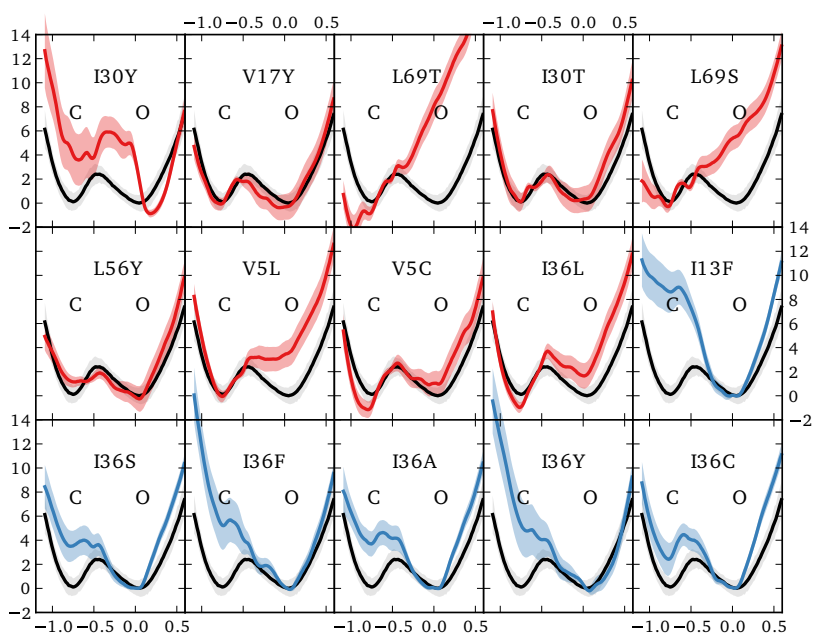 −1.0 −0.5 0.0 0.5 −1.0 −0.5 0.0 0.5
14 12 10 8 6 4 2 0 −2
I30Y V17Y L69T I30T L69S
C O C O C O C O C O
14 12 10 8 6 4 2 0 −2
L56Y V5L V5C I36L I13F
C O C O C O C O C O
14 12 10 8 6 4 2 0 −2
I36S I36F I36A I36Y I36C
C O C O C O C O C O
−1.0 −0.5 0.0 0.5 −1.0 −0.5 0.0 0.5 −1.0 −0.5 0.0 0.5